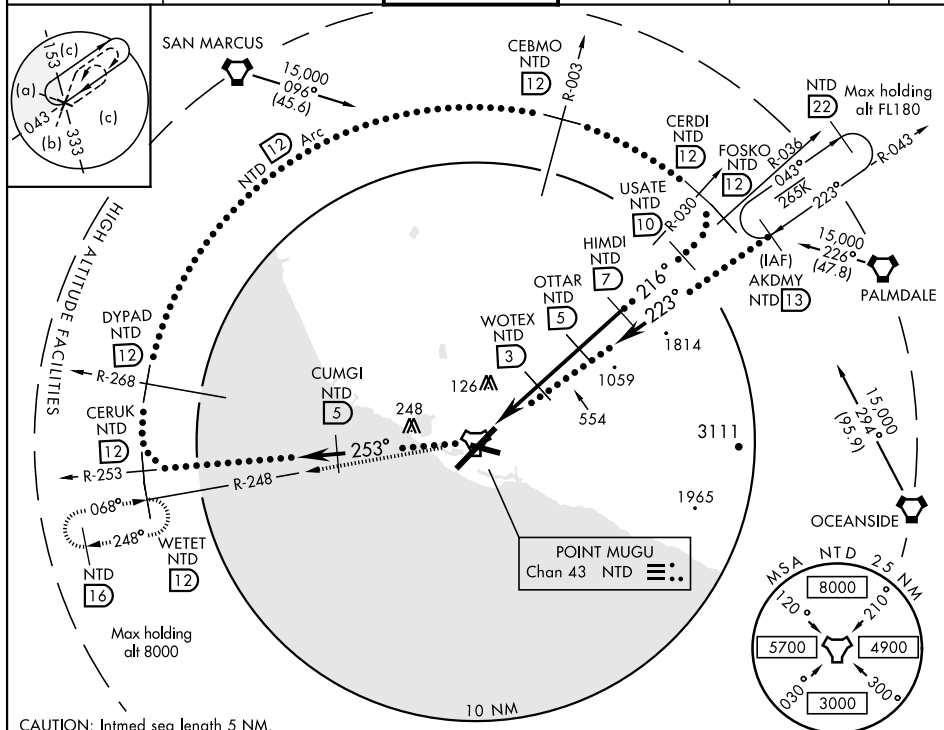 153
(c)
(a)
043
(b)
333
(c)
SAN MARCUS
15,000
096°
(45.6)
CEBMO
NTD
12
R-003
NTD 12 Arc
CERDI
NTD
12
FOSKO
NTD
12
R-036
NTD
22
Max holding
alt FL180
R-043
043°
265K
223°
USATE
NTD
10
R-030
HIMDI
NTD
7
216°
223°
(IAF)
AKDMY
NTD 13
15,000
226°
(47.8)
PALMDALE
OTTAR
NTD
5
WOTEX
NTD
3
1814
1059
554
126
248
3111
1965
HIGH ALTITUDE FACILITIES
DYPAD
NTD
12
R-268
CUMGI
NTD
5
CERUK
NTD
12
253°
R-253
R-248
068°
248°
NTD
16
WETET
NTD
12
Max holding
alt 8000
15,000
294°
(95.9)
OCEANSIDE
POINT MUGU
Chan 43 NTD
MSA NTD 25 NM
120°
8000
210°
5700
4900
030°
3000
300°
10 NM
CAUTION: Intmed seg length 5 NM.